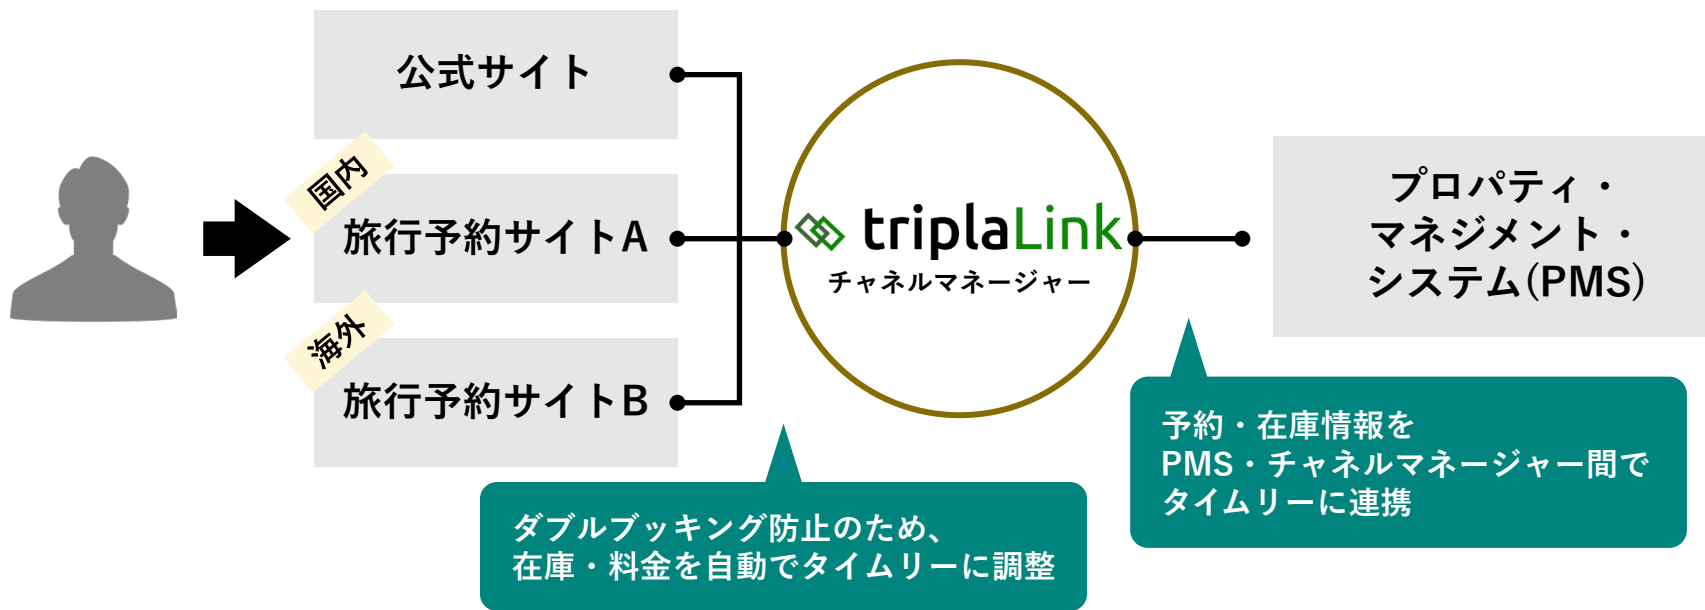 公式サイト
国内
旅行予約サイトA
海外
旅行予約サイトB
triplaLink
チャネルマネージャー
プロパティ・
マネジメント・
システム(PMS)
ダブルブッキング防止のため、
在庫・料金を自動でタイムリーに調整
予約・在庫情報を
PMS・チャネルマネージャー間で
タイムリーに連携